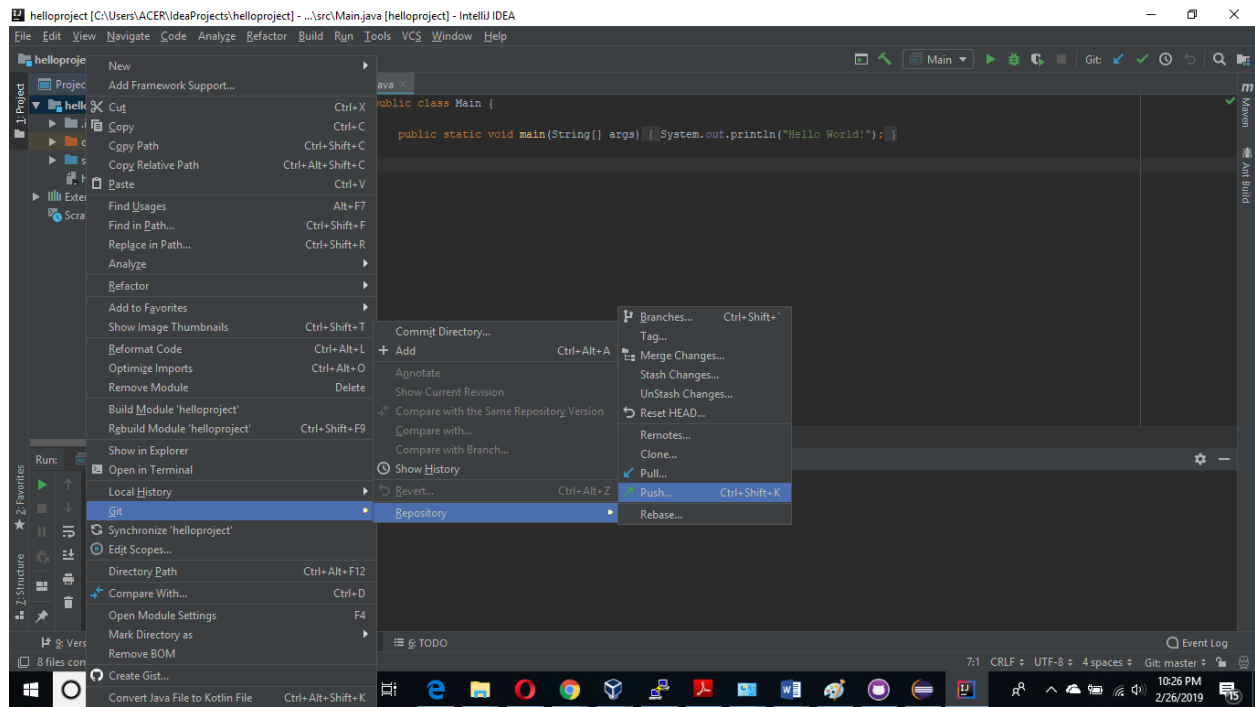 helloproject [C:\Users\ACER\IdeaProjects\helloproject] - ...\src\Main.java [helloproject] - IntelliJ IDEA
File Edit View Navigate Code Analyze Refactor Build Run Tools VCS Window Help
helloproje
Main
Git:
1: Project
Projec
ava
hello
Exter
Scra
New
Add Framework Support...
Cut Ctrl+X
Copy Ctrl+C
Copy Path Ctrl+Shift+C
Copy Relative Path Ctrl+Alt+Shift+C
Paste Ctrl+V
Find Usages Alt+F7
Find in Path... Ctrl+Shift+F
Replace in Path... Ctrl+Shift+R
Analyze
Refactor
Add to Favorites
Show Image Thumbnails Ctrl+Shift+T
Reformat Code Ctrl+Alt+L
Optimize Imports Ctrl+Alt+O
Remove Module Delete
Build Module 'helloproject'
Rebuild Module 'helloproject' Ctrl+Shift+F9
Show in Explorer
Open in Terminal
Local History
Git
Synchronize 'helloproject'
Edit Scopes...
Directory Path Ctrl+Alt+F12
Compare With... Ctrl+D
Open Module Settings F4
Mark Directory as
Remove BOM
Create Gist...
Convert Java File to Kotlin File Ctrl+Alt+Shift+K
public class Main {
public static void main(String[] args) { System.out.println("Hello World!"); }
m Maven
Ant Build
Commit Directory...
Add Ctrl+Alt+A
Annotate
Show Current Revision
Compare with the Same Repository Version
Compare with...
Compare with Branch...
Show History
Revert... Ctrl+Alt+Z
Repository
Branches... Ctrl+Shift+`
Tag...
Merge Changes...
Stash Changes...
UnStash Changes...
Reset HEAD...
Remotes...
Clone...
Pull...
Push... Ctrl+Shift+K
Rebase...
Run:
2: Favorites
Z: Structure
9: Vers
6: TODO
Event Log
8 files com
7:1 CRLF UTF-8 4 spaces Git: master
10:26 PM
2/26/2019
15